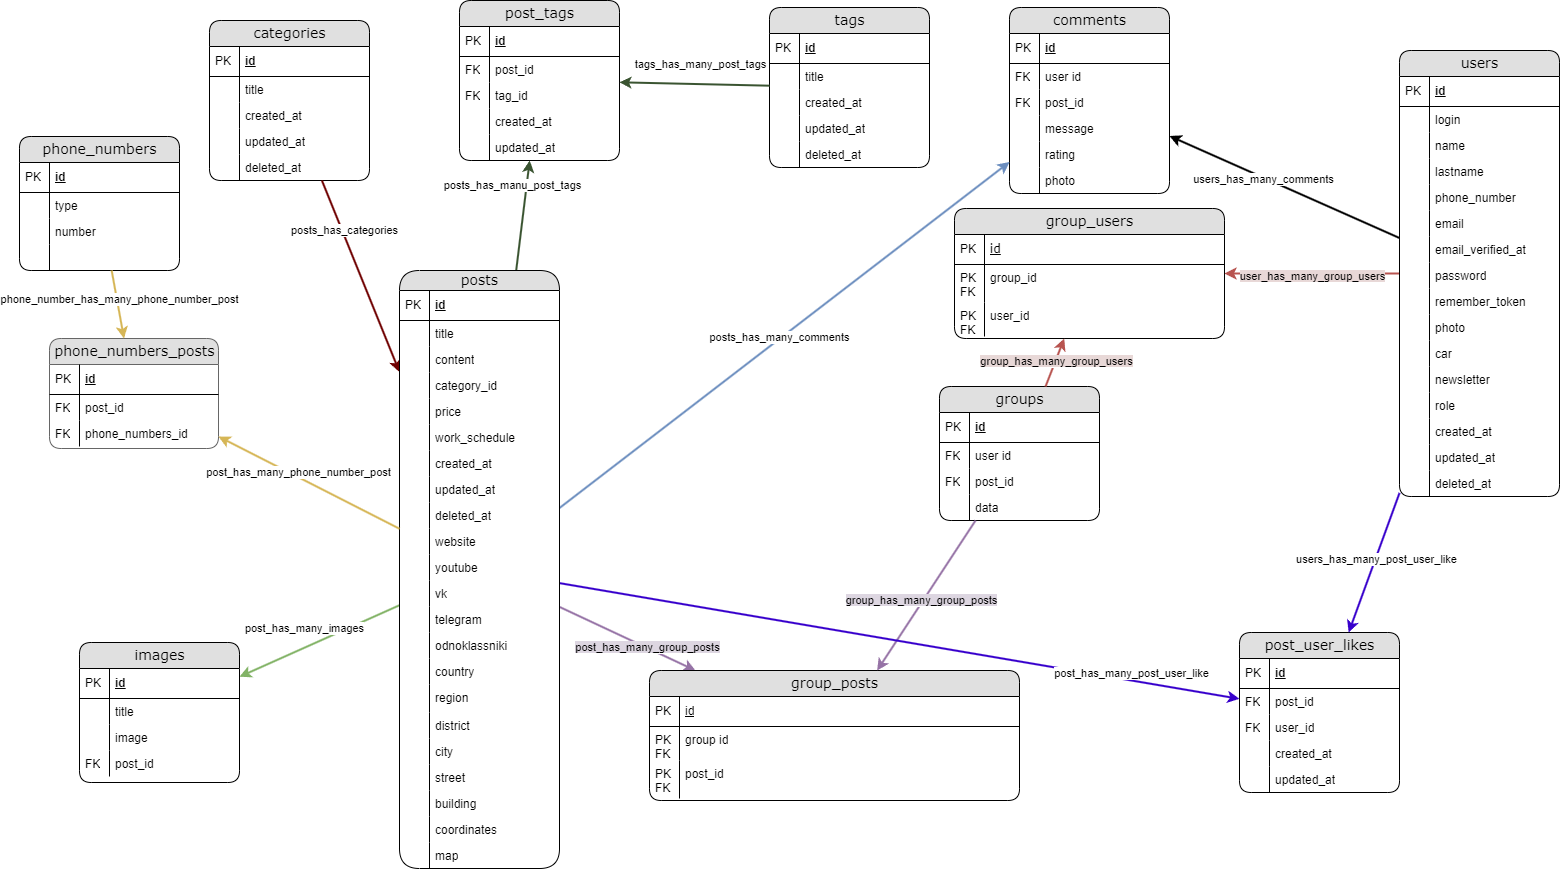 categories
PK id
title
created_at
updated_at
deleted_at
post_tags
PK id
FK post_id
FK tag_id
created_at
updated_at
tags
PK id
title
created_at
updated_at
deleted_at
comments
PK id
FK user id
FK post_id
message
rating
photo
users
PK id
login
name
lastname
phone_number
email
email_verified_at
password
remember_token
photo
car
newsletter
role
created_at
updated_at
deleted_at
tags_has_many_post_tags
posts_has_manu_post_tags
posts_has_categories
users_has_many_comments
phone_numbers
PK id
type
number
phone_number_has_many_phone_number_post
phone_numbers_posts
PK id
FK post_id
FK phone_numbers_id
post_has_many_phone_number_post
posts
PK id
title
content
category_id
price
work_schedule
created_at
updated_at
deleted_at
website
youtube
vk
telegram
odnoklassniki
country
region
district
city
street
building
coordinates
map
posts_has_many_comments
group_users
PK id
PK group_id
FK
PK user_id
FK
user_has_many_group_users
group_has_many_group_users
groups
PK id
FK user id
FK post_id
data
group_has_many_group_posts
post_has_many_group_posts
users_has_many_post_user_like
post_has_many_post_user_like
post_has_many_images
images
PK id
title
image
FK post_id
group_posts
PK id
PK group id
FK
PK post_id
FK
post_user_likes
PK id
FK post_id
FK user_id
created_at
updated_at